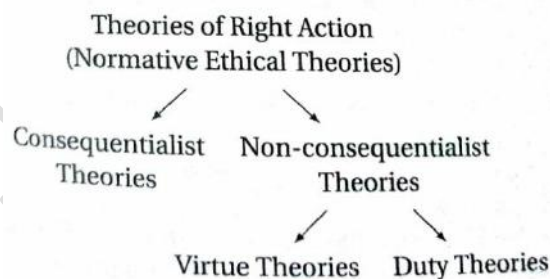 Theories of Right Action
(Normative Ethical Theories)
Consequentialist
Theories
Non-consequentialist
Theories
Virtue Theories
Duty Theories